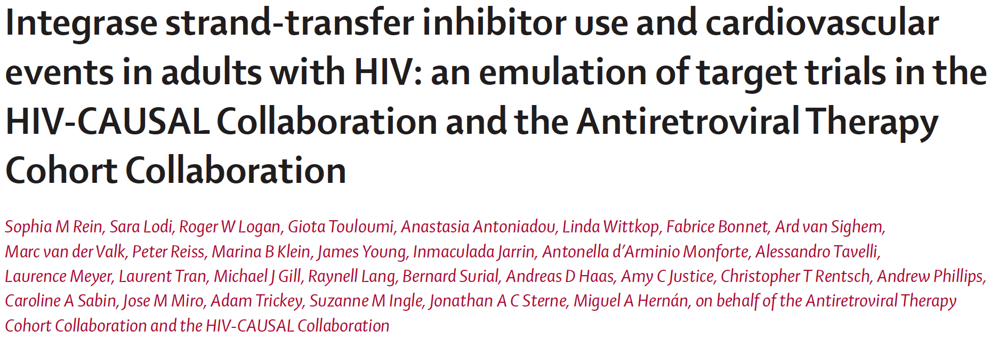 Integrase strand-transfer inhibitor use and cardiovascular
events in adults with HIV: an emulation of target trials in the
HIV-CAUSAL Collaboration and the Antiretroviral Therapy
Cohort Collaboration
Sophia M Rein, Sara Lodi, Roger W Logan, Giota Touloumi, Anastasia Antoniadou, Linda Wittkop, Fabrice Bonnet, Ard van Sighem,
Marc van der Valk, Peter Reiss, Marina B Klein, James Young, Inmaculada Jarrin, Antonella d’Arminio Monforte, Alessandro Tavelli,
Laurence Meyer, Laurent Tran, Michael J Gill, Raynell Lang, Bernard Surial, Andreas D Haas, Amy C Justice, Christopher T Rentsch, Andrew Phillips,
Caroline A Sabin, Jose M Miro, Adam Trickey, Suzanne M Ingle, Jonathan A C Sterne, Miguel A Hernán, on behalf of the Antiretroviral Therapy
Cohort Collaboration and the HIV-CAUSAL Collaboration